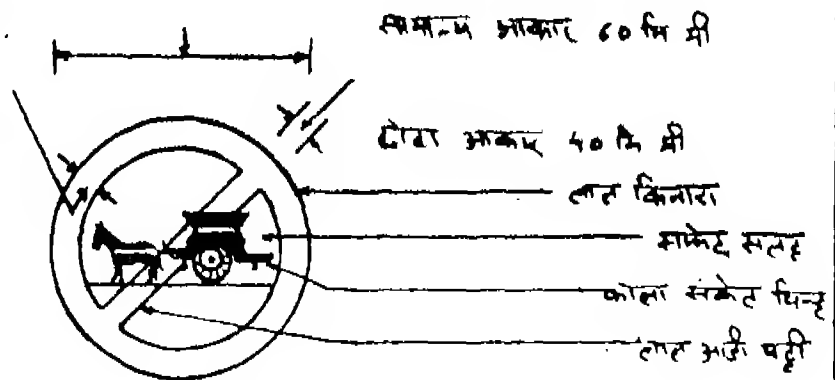 सामान्य आकार 60 मि मी
छोटा आकार 40 मि मी
लाल किनारा
सफेद सतह
काला संकेत चिन्ह
लाल आडी पट्टी